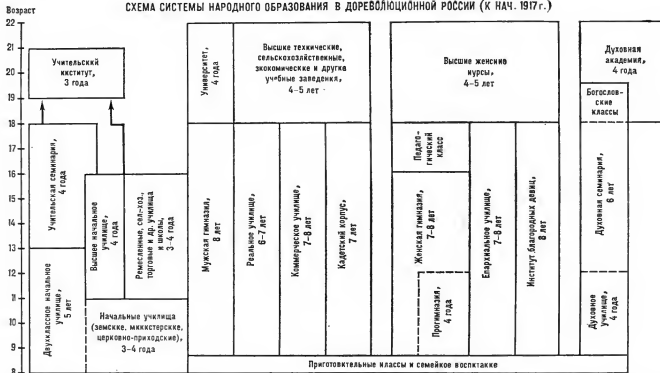 СХЕМА СИСТЕМЫ НАРОДНОГО ОБРАЗОВАНИЯ В ДОРЕВОЛЮЦИОННОЙ РОССИИ (К НАЧ. 1917 г.)
Возраст
22
21
20
19
18
17
16
15
14
13
12
11
10
9
8
Учительский
институт,
3 года
Университет,
4 года
Высшие технические,
сельскохозяйственные,
экономические и другие
учебные заведения,
4–5 лет
Высшие женские
курсы,
4–5 лет
Духовная
академия,
4 года
Богослов-
ские
классы
Учительская семинария,
4 года
Высшее начальное
училище,
4 года
Ремесленные, сел-хоз.,
торговые и др. училища
и школы,
3–4 года
Мужская гимназия,
8 лет
Реальное училище,
6–7 лет
Коммерческое училище,
7–8 лет
Кадетский корпус,
7 лет
Педаго-
гический
класс
Женская гимназия,
7–8 лет
Прогимназия,
4 года
Епархиальное училище,
7–8 лет
Институт благородных девиц,
8 лет
Духовная семинария,
6 лет
Духовное
училище,
4 года
Двухклассное начальное
училище,
5 лет
Начальные училища
(земские, министерские,
церковно-приходские),
3–4 года
Приготовительные классы и семейное воспитание